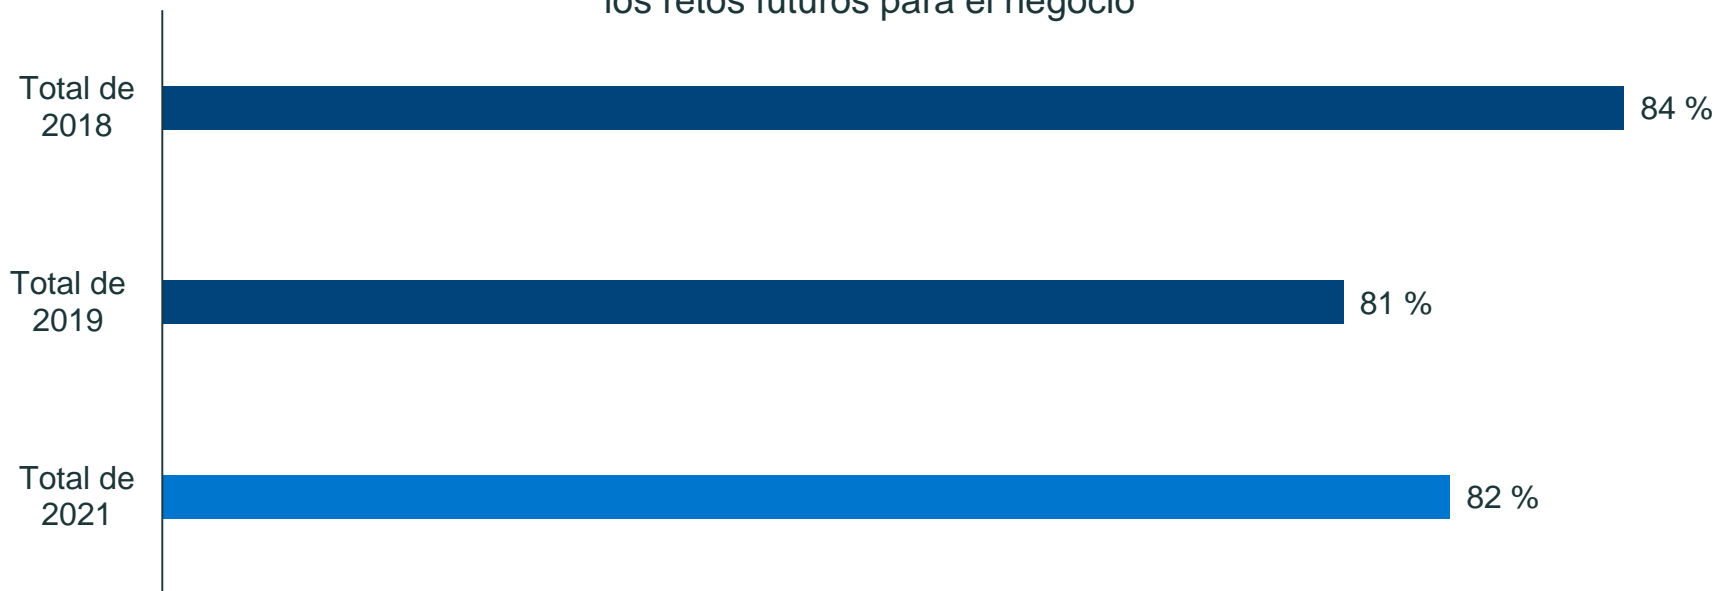 los retos futuros para el negocio
Total de
2018
84 %
Total de
2019
81 %
Total de
2021
82 %